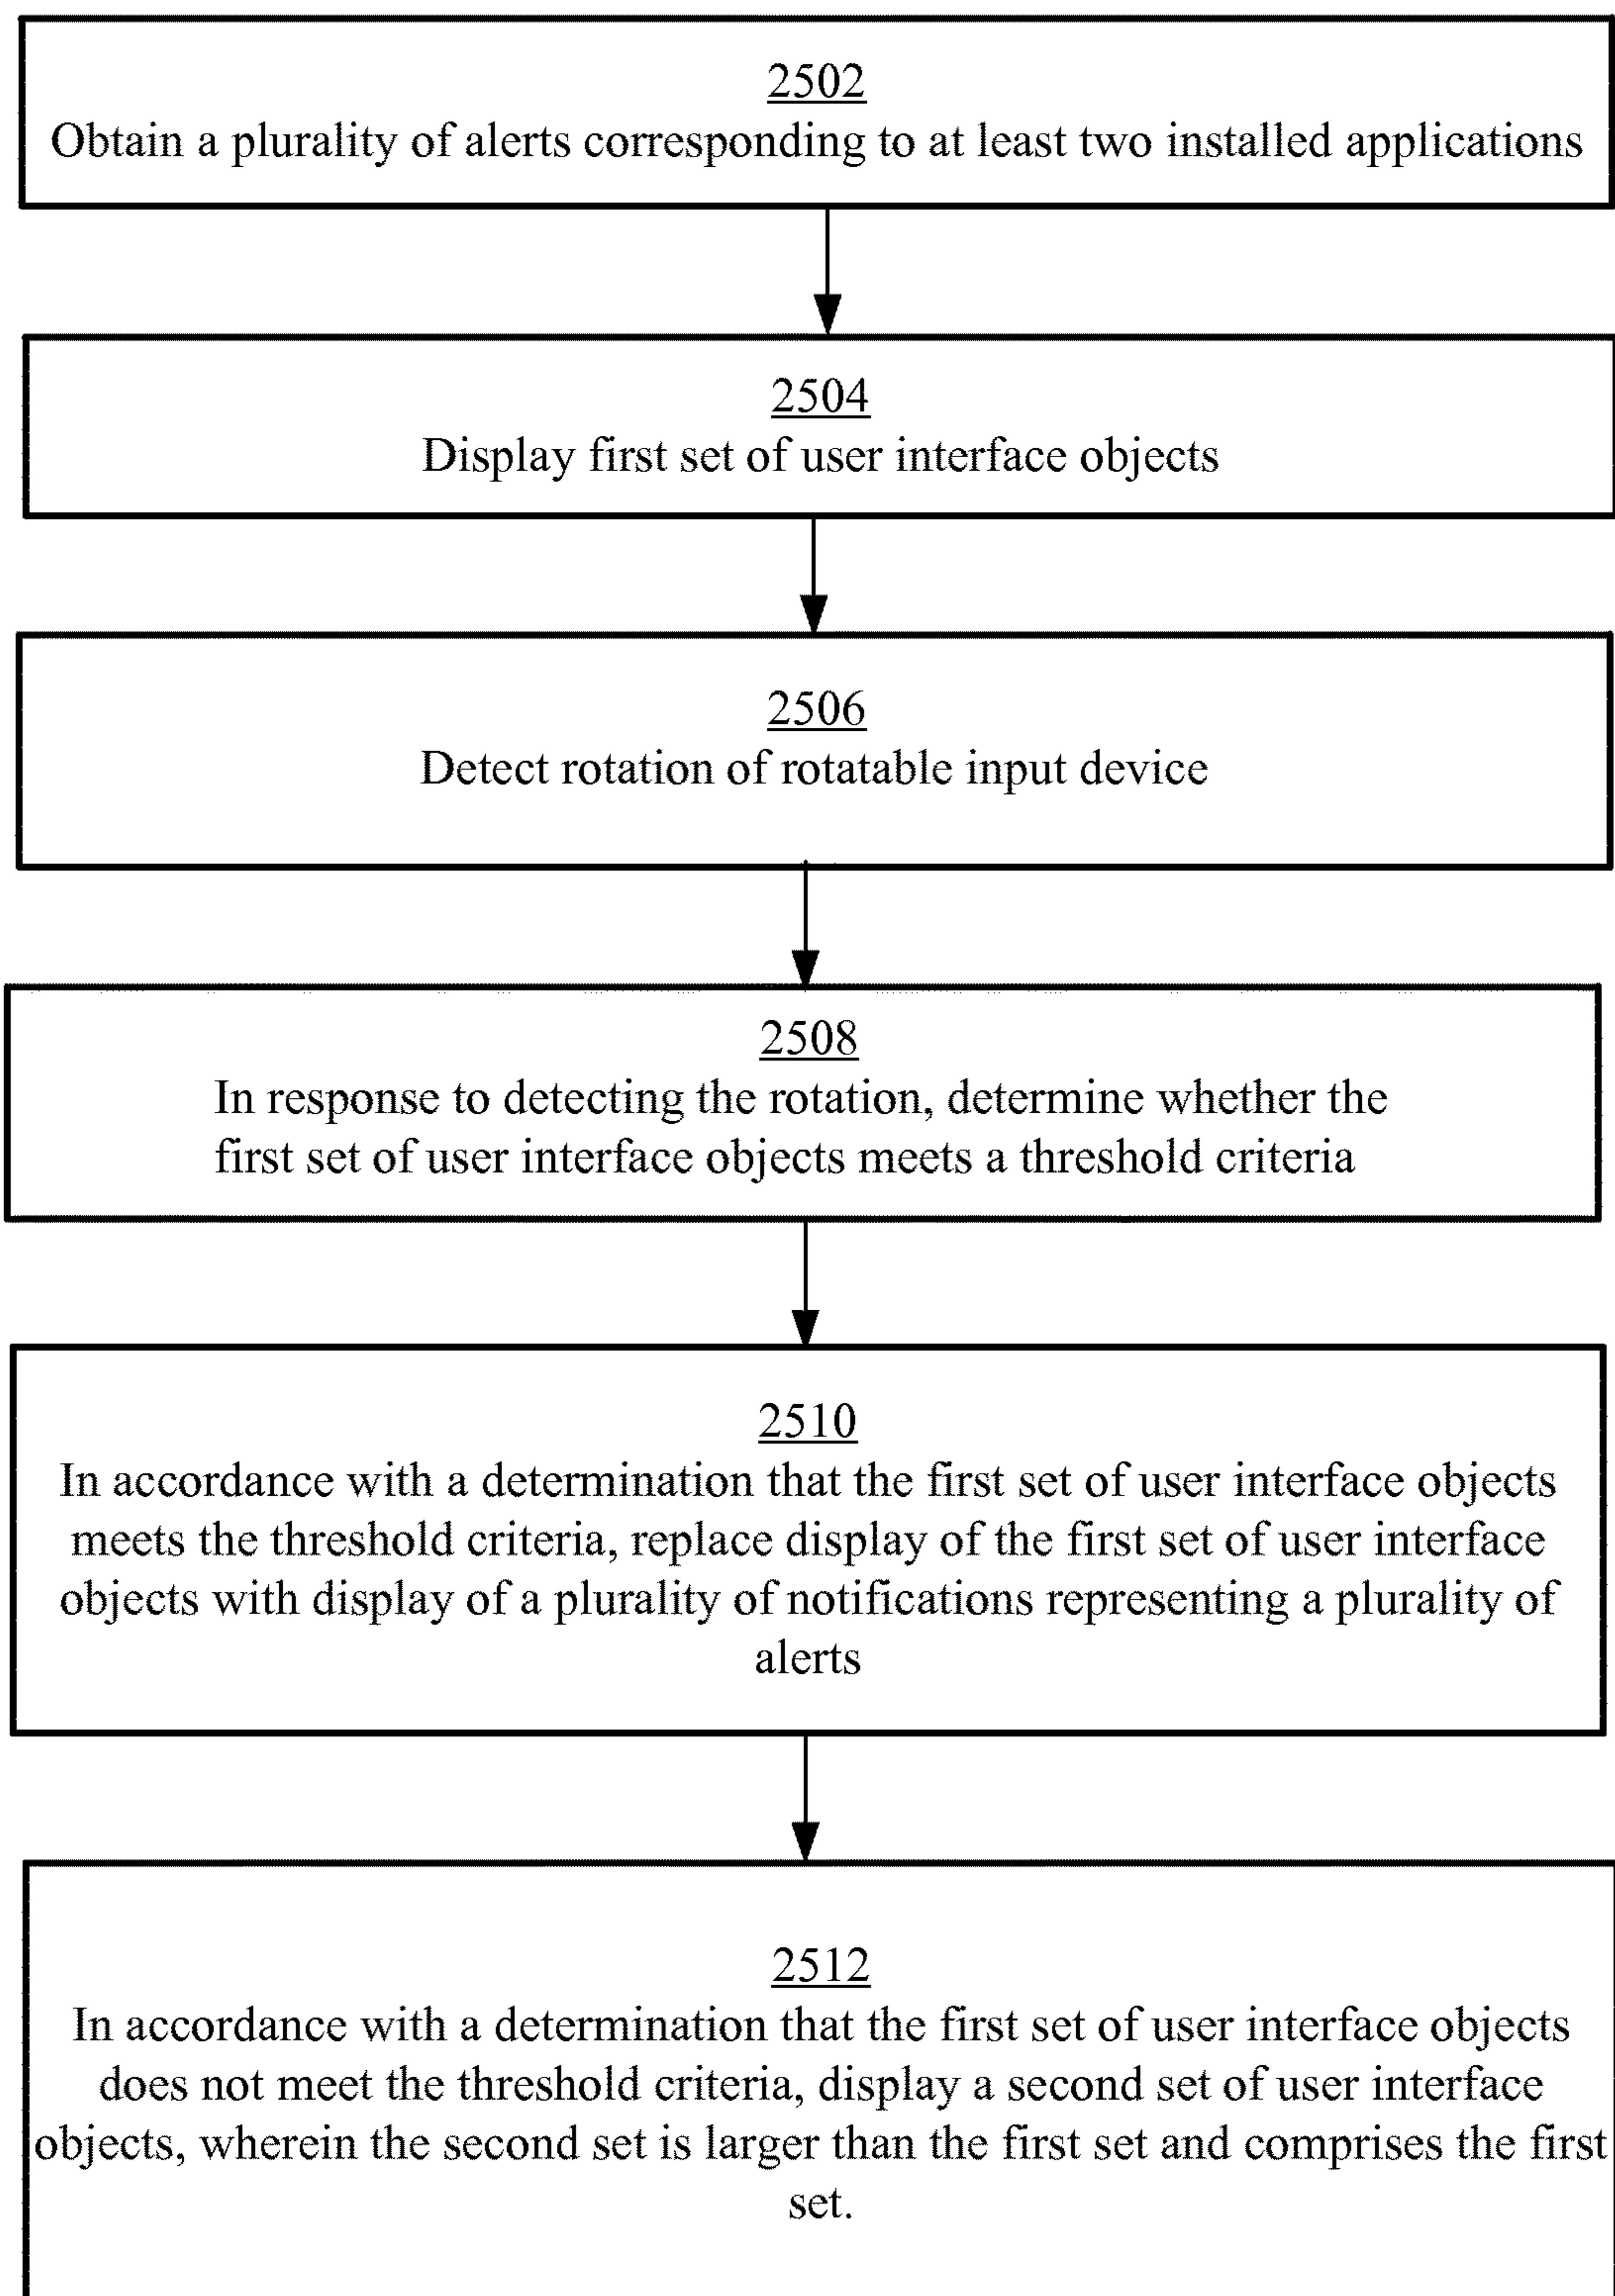 2502
Obtain a plurality of alerts corresponding to at least two installed applications
2504
Display first set of user interface objects
2506
Detect rotation of rotatable input device
2508
In response to detecting the rotation, determine whether the
first set of user interface objects meets a threshold criteria
2510
In accordance with a determination that the first set of user interface objects
meets the threshold criteria, replace display of the first set of user interface
objects with display of a plurality of notifications representing a plurality of
alerts
2512
In accordance with a determination that the first set of user interface objects
does not meet the threshold criteria, display a second set of user interface
objects, wherein the second set is larger than the first set and comprises the first
set.